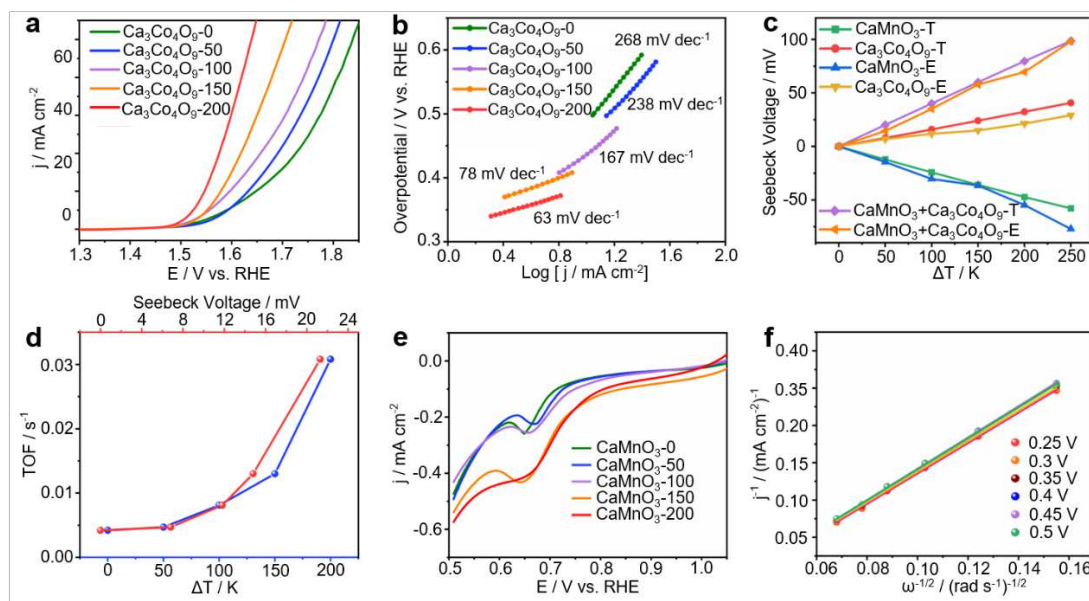 a
j / mA cm⁻²
60
50
40
30
20
10
0
Ca₃Co₄O₉-0
Ca₃Co₄O₉-50
Ca₃Co₄O₉-100
Ca₃Co₄O₉-150
Ca₃Co₄O₉-200
1.3 1.4 1.5 1.6 1.7 1.8
E / V vs. RHE
b
Overpotential / V vs. RHE
0.6
0.5
0.4
0.3
Ca₃Co₄O₉-0
Ca₃Co₄O₉-50
Ca₃Co₄O₉-100
Ca₃Co₄O₉-150
Ca₃Co₄O₉-200
268 mV dec⁻¹
238 mV dec⁻¹
167 mV dec⁻¹
78 mV dec⁻¹
63 mV dec⁻¹
0.0 0.4 0.8 1.2 1.6 2.0
Log [ j / mA cm⁻²]
c
Seebeck Voltage / mV
100
50
0
-50
CaMnO₃-T
Ca₃Co₄O₉-T
CaMnO₃-E
Ca₃Co₄O₉-E
CaMnO₃+Ca₃Co₄O₉-T
CaMnO₃+Ca₃Co₄O₉-E
0 50 100 150 200 250
ΔT / K
d
Seebeck Voltage / mV
0 4 8 12 16 20 24
TOF / s⁻¹
0.03
0.02
0.01
0.00
0 50 100 150 200
ΔT / K
e
j / mA cm⁻²
0.0
-0.2
-0.4
-0.6
CaMnO₃-0
CaMnO₃-50
CaMnO₃-100
CaMnO₃-150
CaMnO₃-200
0.5 0.6 0.7 0.8 0.9 1.0
E / V vs. RHE
f
j⁻¹ / (mA cm⁻²)⁻¹
0.40
0.35
0.15
0.10
0.05
0.25 V
0.3 V
0.35 V
0.4 V
0.45 V
0.5 V
0.06 0.08 0.10 0.12 0.14 0.16
ω⁻¹ᐟ² / (rad s⁻¹)⁻¹ᐟ²